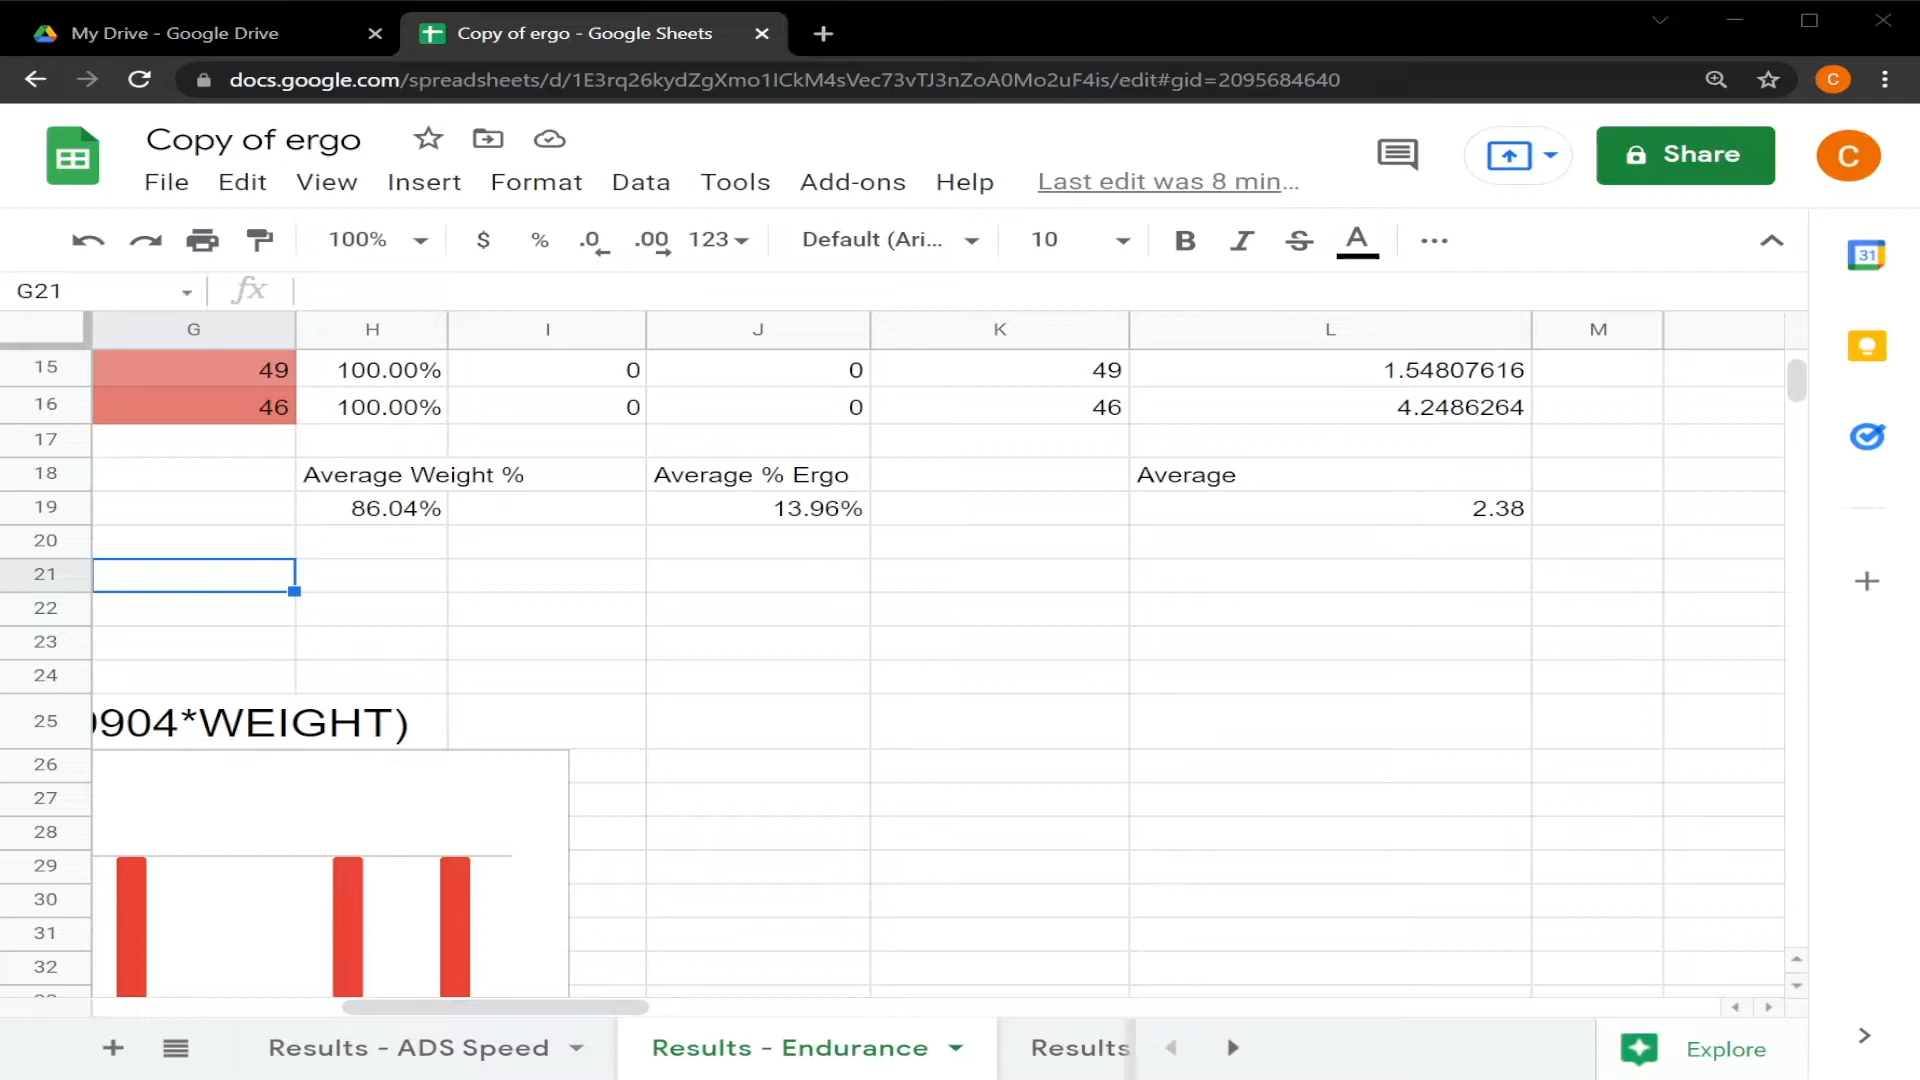 My Drive - Google Drive
Copy of ergo - Google Sheets
docs.google.com/spreadsheets/d/1E3rq26kydZgXmo1ICkM4sVec73vTJ3nZoA0Mo2uF4is/edit#gid=2095684640
C
Copy of ergo
Share
C
File Edit View Insert Format Data Tools Add-ons Help Last edit was 8 min...
100% $ % .0 .00 123 Default (Ari... 10 B I S A
31
G21 fx
G H I J K L M
15 49 100.00% 0 0 49 1.54807616
16 46 100.00% 0 0 46 4.2486264
17
18 Average Weight % Average % Ergo Average
19 86.04% 13.96% 2.38
20
21
22
23
24
25 904*WEIGHT)
26
27
28
29
30
31
32
Results - ADS Speed Results - Endurance Results Explore